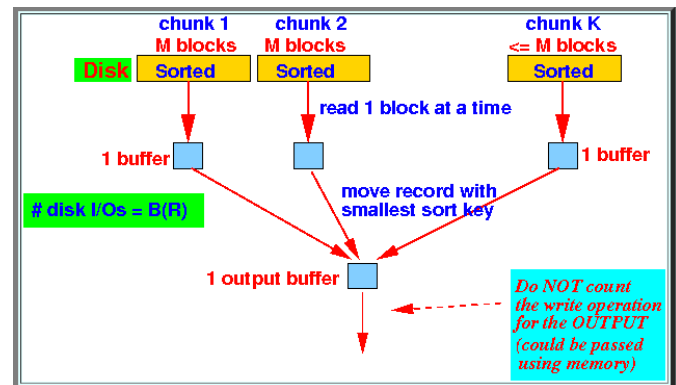 chunk 1
chunk 2
chunk K
M blocks
M blocks
<= M blocks
Disk
Sorted
Sorted
Sorted
read 1 block at a time
1 buffer
1 buffer
move record with
smallest sort key
# disk I/Os = B(R)
1 output buffer
Do NOT count
the write operation
for the OUTPUT
(could be passed
using memory)